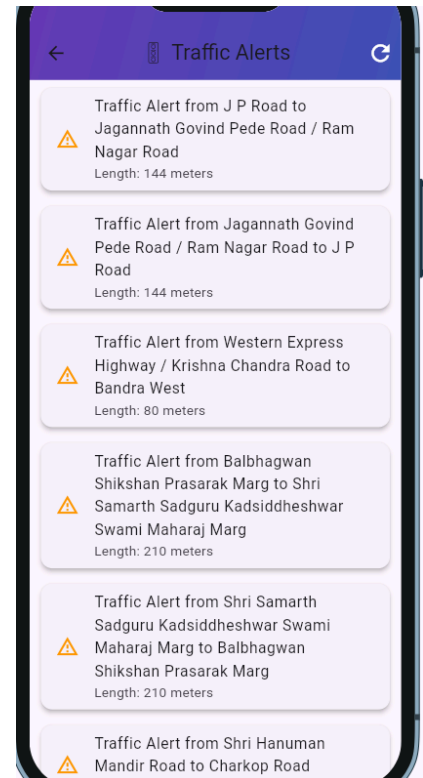 Traffic Alerts
Traffic Alert from J P Road to
Jagannath Govind Pede Road / Ram
Nagar Road
Length: 144 meters
Traffic Alert from Jagannath Govind
Pede Road / Ram Nagar Road to J P
Road
Length: 144 meters
Traffic Alert from Western Express
Highway / Krishna Chandra Road to
Bandra West
Length: 80 meters
Traffic Alert from Balbhagwan
Shikshan Prasarak Marg to Shri
Samarth Sadguru Kadsiddheshwar
Swami Maharaj Marg
Length: 210 meters
Traffic Alert from Shri Samarth
Sadguru Kadsiddheshwar Swami
Maharaj Marg to Balbhagwan
Shikshan Prasarak Marg
Length: 210 meters
Traffic Alert from Shri Hanuman
Mandir Road to Charkop Road